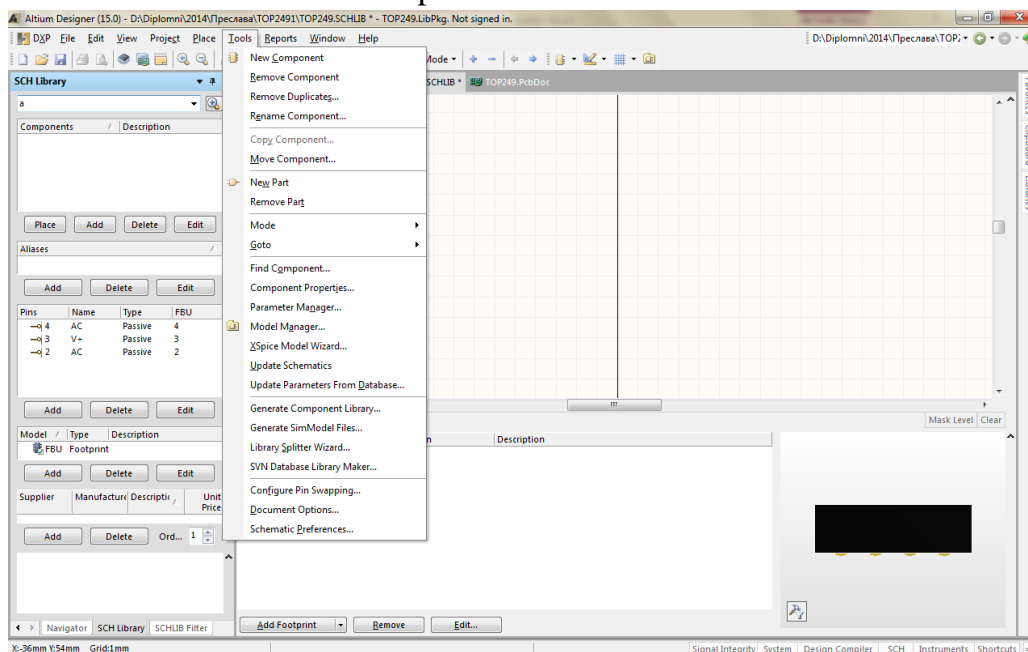 Altium Designer (15.0) - D:\Diplomni\2014\Преслава\TOP2491\TOP249.SCHLIB * - TOP249.LibPkg. Not signed in.
DXP File Edit View Project Place Tools Reports Window Help
D:\Diplomni\2014\Преслава\TOP
Mode
SCH Library
SCHLIB * TOP249.PcbDoc
a
Components / Description
Place Add Delete Edit
Aliases /
Add Delete Edit
Pins Name Type FBU
4 AC Passive 4
3 V+ Passive 3
2 AC Passive 2
Add Delete Edit
Model / Type Description
FBU Footprint
Add Delete Edit
Supplier Manufacture Descriptic / Unit Price
Add Delete Ord... 1
Navigator SCH Library SCHLIB Filter
New Component
Remove Component
Remove Duplicates...
Rename Component...
Copy Component...
Move Component...
New Part
Remove Part
Mode
Goto
Find Component...
Component Properties...
Parameter Manager...
Model Manager...
XSpice Model Wizard...
Update Schematics
Update Parameters From Database...
Generate Component Library...
Generate SimModel Files...
Library Splitter Wizard...
SVN Database Library Maker...
Configure Pin Swapping...
Document Options...
Schematic Preferences...
Mask Level Clear
n Description
Add Footprint Remove Edit...
Clipboard
X:-36mm Y:54mm Grid:1mm
Signal Integrity System Design Compiler SCH Instruments Shortcuts